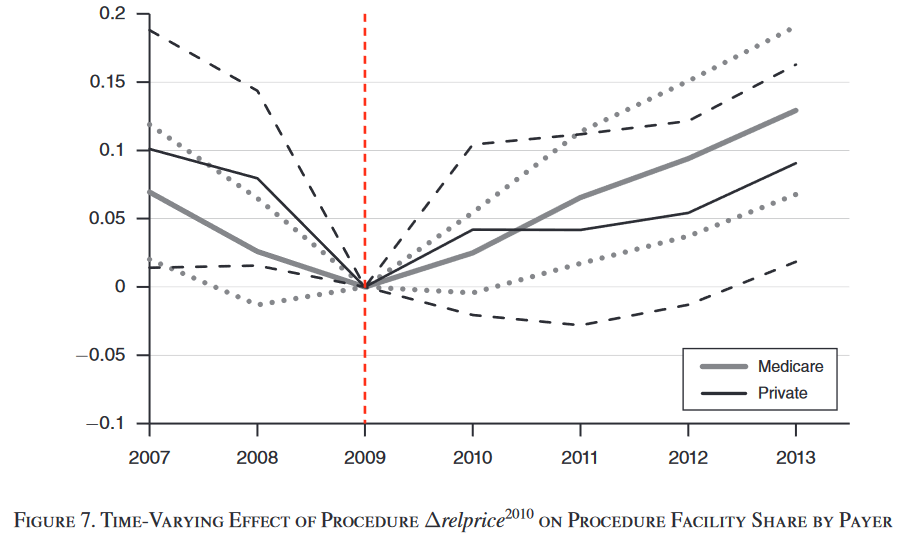 0.2
0.15
0.1
0.05
0
−0.05
−0.1
Medicare
Private
2007 2008 2009 2010 2011 2012 2013
FIGURE 7. TIME-VARYING EFFECT OF PROCEDURE Δrelprice²⁰¹⁰ ON PROCEDURE FACILITY SHARE BY PAYER